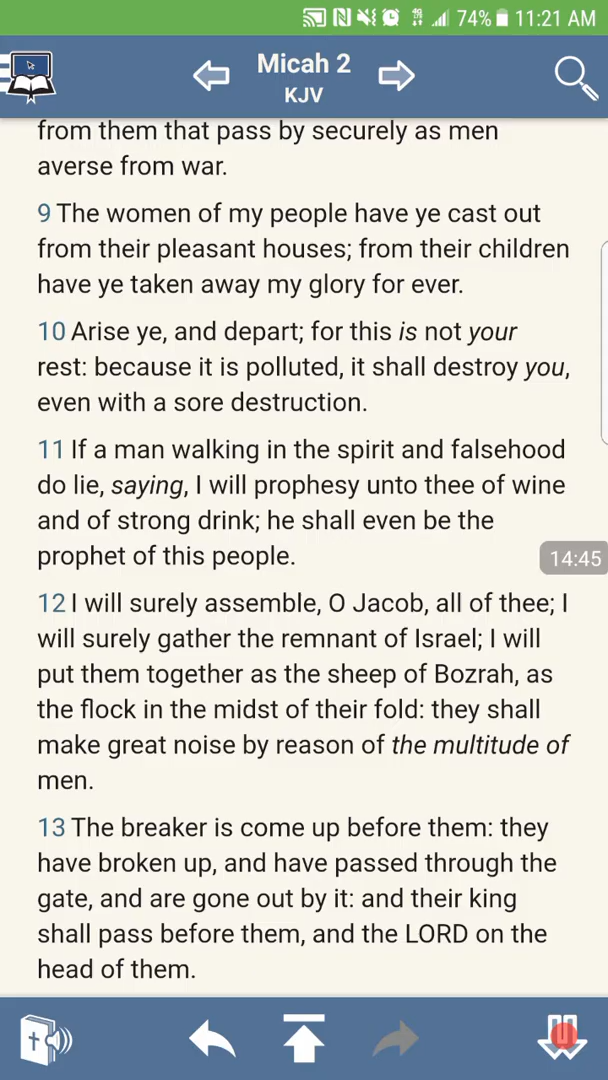 74% 11:21 AM
Micah 2
KJV
from them that pass by securely as men
averse from war.
9 The women of my people have ye cast out
from their pleasant houses; from their children
have ye taken away my glory for ever.
10 Arise ye, and depart; for this is not your
rest: because it is polluted, it shall destroy you,
even with a sore destruction.
11 If a man walking in the spirit and falsehood
do lie, saying, I will prophesy unto thee of wine
and of strong drink; he shall even be the
prophet of this people.
14:45
12 I will surely assemble, O Jacob, all of thee; I
will surely gather the remnant of Israel; I will
put them together as the sheep of Bozrah, as
the flock in the midst of their fold: they shall
make great noise by reason of the multitude of
men.
13 The breaker is come up before them: they
have broken up, and have passed through the
gate, and are gone out by it: and their king
shall pass before them, and the LORD on the
head of them.